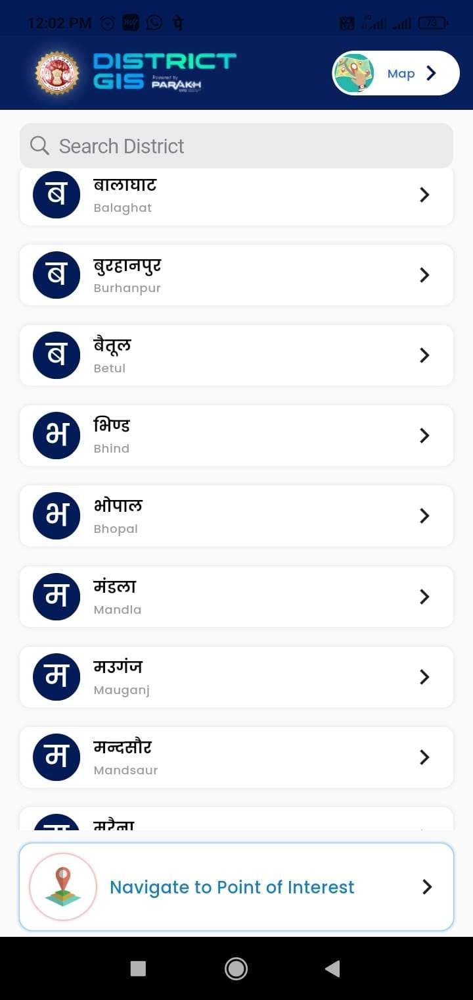 12:02 PM
73
DISTRICT
GIS
Powered by
PARAKH
Map
Search District
ब
बालाघाट
Balaghat
ब
बुरहानपुर
Burhanpur
ब
बैतूल
Betul
भ
भिण्ड
Bhind
भ
भोपाल
Bhopal
म
मंडला
Mandla
म
मउगंज
Mauganj
म
मन्दसौर
Mandsaur
Navigate to Point of Interest